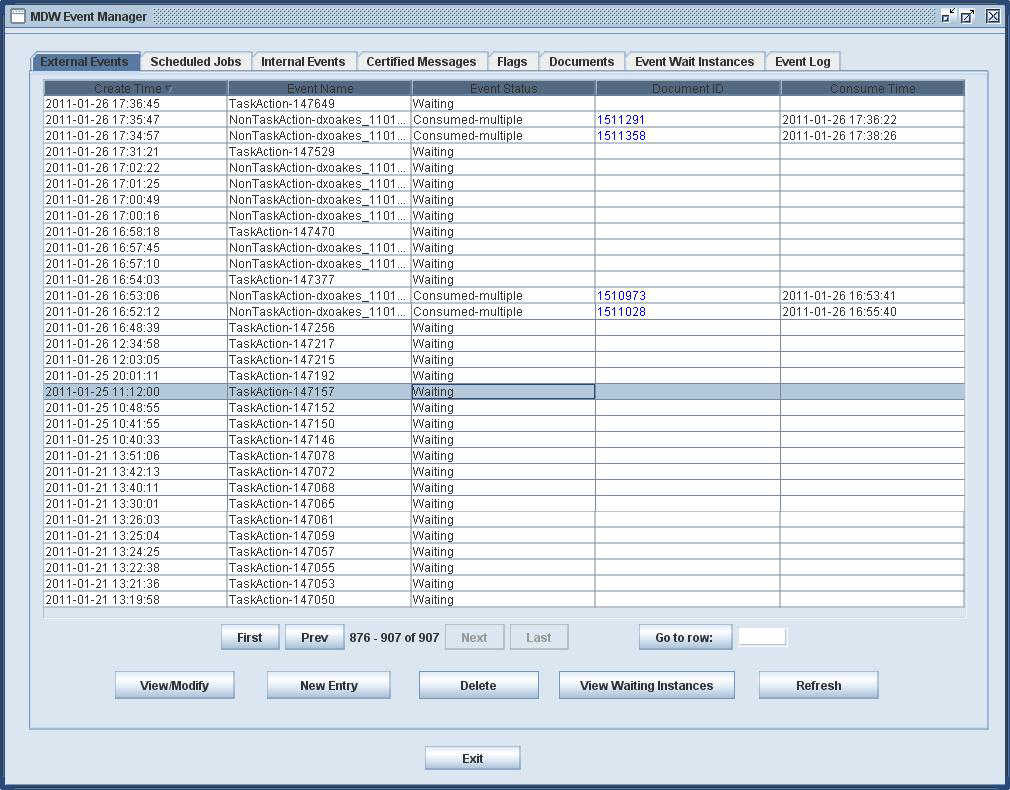 MDW Event Manager
External Events Scheduled Jobs Internal Events Certified Messages Flags Documents Event Wait Instances Event Log
Create Time Event Name Event Status Document ID Consume Time
2011-01-26 17:36:45 TaskAction-147649 Waiting
2011-01-26 17:35:47 NonTaskAction-dxoakes_1101... Consumed-multiple 1511291 2011-01-26 17:36:22
2011-01-26 17:34:57 NonTaskAction-dxoakes_1101... Consumed-multiple 1511358 2011-01-26 17:38:26
2011-01-26 17:31:21 TaskAction-147529 Waiting
2011-01-26 17:02:22 NonTaskAction-dxoakes_1101... Waiting
2011-01-26 17:01:25 NonTaskAction-dxoakes_1101... Waiting
2011-01-26 17:00:49 NonTaskAction-dxoakes_1101... Waiting
2011-01-26 17:00:16 NonTaskAction-dxoakes_1101... Waiting
2011-01-26 16:58:18 TaskAction-147470 Waiting
2011-01-26 16:57:45 NonTaskAction-dxoakes_1101... Waiting
2011-01-26 16:57:10 NonTaskAction-dxoakes_1101... Waiting
2011-01-26 16:54:03 TaskAction-147377 Waiting
2011-01-26 16:53:06 NonTaskAction-dxoakes_1101... Consumed-multiple 1510973 2011-01-26 16:53:41
2011-01-26 16:52:12 NonTaskAction-dxoakes_1101... Consumed-multiple 1511028 2011-01-26 16:55:40
2011-01-26 16:48:39 TaskAction-147256 Waiting
2011-01-26 12:34:58 TaskAction-147217 Waiting
2011-01-26 12:03:05 TaskAction-147215 Waiting
2011-01-25 20:01:11 TaskAction-147192 Waiting
2011-01-25 11:12:00 TaskAction-147157 Waiting
2011-01-25 10:48:55 TaskAction-147152 Waiting
2011-01-25 10:41:55 TaskAction-147150 Waiting
2011-01-25 10:40:33 TaskAction-147146 Waiting
2011-01-21 13:51:06 TaskAction-147078 Waiting
2011-01-21 13:42:13 TaskAction-147072 Waiting
2011-01-21 13:40:11 TaskAction-147068 Waiting
2011-01-21 13:30:01 TaskAction-147065 Waiting
2011-01-21 13:26:03 TaskAction-147061 Waiting
2011-01-21 13:25:04 TaskAction-147059 Waiting
2011-01-21 13:24:25 TaskAction-147057 Waiting
2011-01-21 13:22:38 TaskAction-147055 Waiting
2011-01-21 13:21:36 TaskAction-147053 Waiting
2011-01-21 13:19:58 TaskAction-147050 Waiting
First Prev 876 - 907 of 907 Next Last Go to row:
View/Modify New Entry Delete View Waiting Instances Refresh
Exit